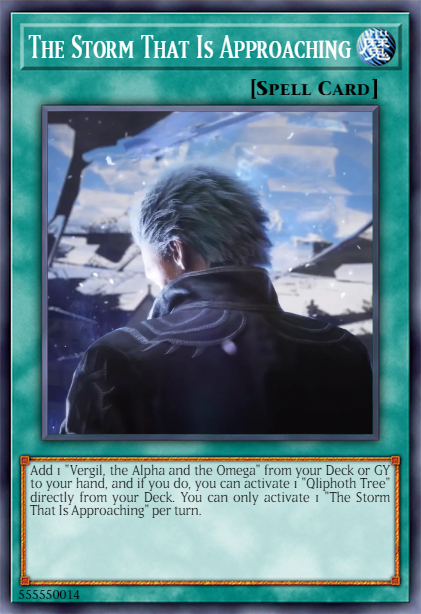 The Storm That Is Approaching 魔
[Spell Card]
Add 1 "Vergil, the Alpha and the Omega" from your Deck or GY
to your hand, and if you do, you can activate 1 "Qliphoth Tree"
directly from your Deck. You can only activate 1 "The Storm
That Is Approaching" per turn.
555550014